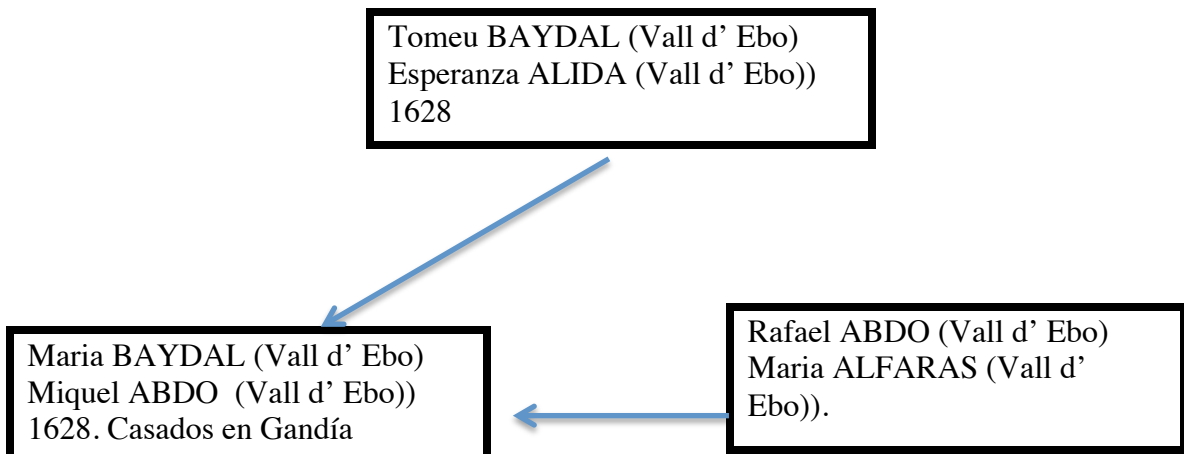 Tomeu BAYDAL (Vall d’ Ebo)
Esperanza ALIDA (Vall d’ Ebo))
1628
Maria BAYDAL (Vall d’ Ebo)
Miquel ABDO (Vall d’ Ebo))
1628. Casados en Gandía
Rafael ABDO (Vall d’ Ebo)
Maria ALFARAS (Vall d’
Ebo)).